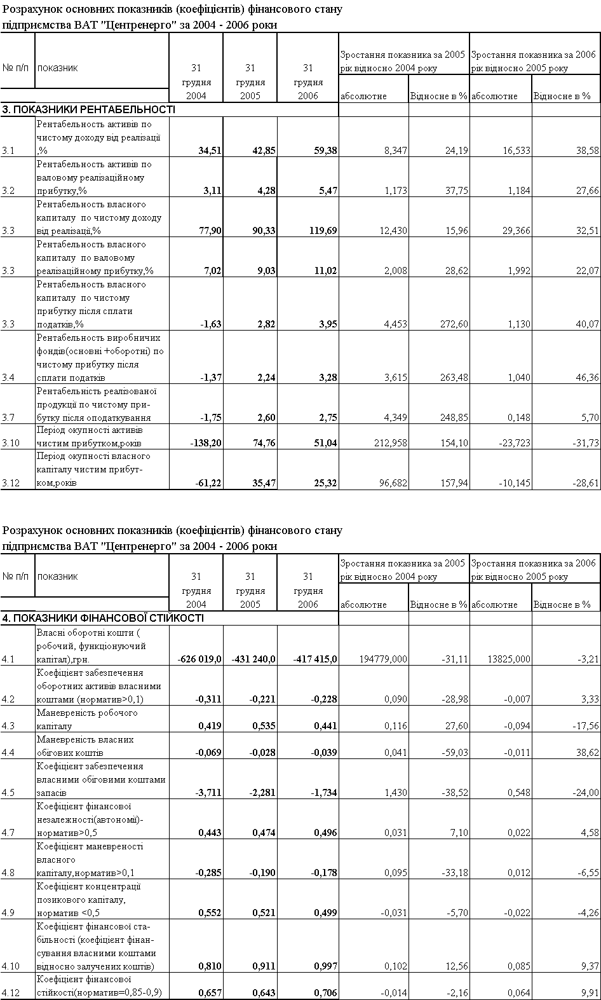 Розрахунок основних показників (коефіцієнтів) фінансового стану
підприємства ВАТ "Центренерго" за 2004 - 2006 роки
№ п/п показник 31 грудня 2004 31 грудня 2005 31 грудня 2006 Зростання показника за 2005 рік відносно 2004 року Зростання показника за 2006 рік відносно 2005 року
абсолютне Відносне в % абсолютне Відносне в %
3. ПОКАЗНИКИ РЕНТАБЕЛЬНОСТІ
Рентабельность активів по
чистому доходу від реалізації
3.1 ,% 34,51 42,85 59,38 8,347 24,19 16,533 38,58
Рентабельность активів по
валовому реалізаційному
3.2 прибутку,% 3,11 4,28 5,47 1,173 37,75 1,184 27,66
Рентабельность власного
капиталу по чистому доходу
3.3 від реалізації,% 77,90 90,33 119,69 12,430 15,96 29,366 32,51
Рентабельность власного
капиталу по валовому
3.3 реалізаційному прибутку,% 7,02 9,03 11,02 2,008 28,62 1,992 22,07
Рентабельность власного
капиталу по чистому
прибутку після сплати
3.3 податків,% -1,63 2,82 3,95 4,453 272,60 1,130 40,07
Рентабельность виробничих
фондів(основні +оборотні) по
чистому прибутку після
3.4 сплати податків -1,37 2,24 3,28 3,615 263,48 1,040 46,36
Рентабельність реалізованої
продукції по чистому при-
3.7 бутку після оподаткування -1,75 2,60 2,75 4,349 248,85 0,148 5,70
Період окупності активів
3.10 чистим прибутком,років -138,20 74,76 51,04 212,958 154,10 -23,723 -31,73
Період окупності власного
капіталу чистим прибут-
3.12 ком,років -61,22 35,47 25,32 96,682 157,94 -10,145 -28,61
Розрахунок основних показників (коефіцієнтів) фінансового стану
підприємства ВАТ "Центренерго" за 2004 - 2006 роки
№ п/п показник 31 грудня 2004 31 грудня 2005 31 грудня 2006 Зростання показника за 2005 рік відносно 2004 року Зростання показника за 2006 рік відносно 2005 року
абсолютне Відносне в % абсолютне Відносне в %
4. ПОКАЗНИКИ ФІНАНСОВОЇ СТІЙКОСТІ
Власні оборотні кошти (
робочий, функціонуючий
4.1 капітал),грн. -626 019,0 -431 240,0 -417 415,0 194779,000 -31,11 13825,000 -3,21
Коефіцієнт забезпечення
оборотних активів власними
4.2 коштами (норматив>0,1) -0,311 -0,221 -0,228 0,090 -28,98 -0,007 3,33
Маневреність робочого
4.3 капіталу 0,419 0,535 0,441 0,116 27,60 -0,094 -17,56
Маневреність власних
4.4 обігових коштів -0,069 -0,028 -0,039 0,041 -59,03 -0,011 38,62
Коефіцієнт забезпечення
власними обіговими коштами
4.5 запасів -3,711 -2,281 -1,734 1,430 -38,52 0,548 -24,00
Коефіцієнт фінансової
незалежності(автономії)-
4.7 норматив>0,5 0,443 0,474 0,496 0,031 7,10 0,022 4,58
Коефіцієнт маневреності
власного
4.8 капіталу,норматив>0,1 -0,285 -0,190 -0,178 0,095 -33,18 0,012 -6,55
Коефіцієнт концентрації
позикового капіталу,
4.9 норматив <0,5 0,552 0,521 0,499 -0,031 -5,70 -0,022 -4,26
Коефіцієнт фінансової ста-
більності (коефіцієнт фінан-
сування власними коштами
4.10 відносно залучених коштів) 0,810 0,911 0,997 0,102 12,56 0,085 9,37
Коефіцієнт фінансової
4.12 стійкості(норматив=0,85-0,9) 0,657 0,643 0,706 -0,014 -2,16 0,064 9,91